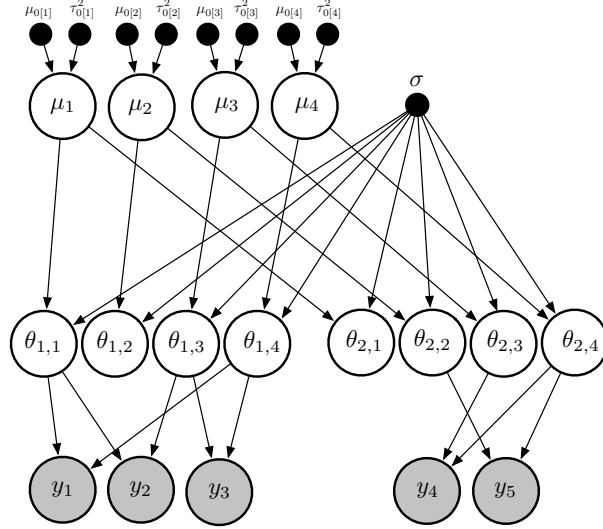 μ0[1] τ²0[1] μ0[2] τ²0[2] μ0[3] τ²0[3] μ0[4] τ²0[4]
σ
μ1 μ2 μ3 μ4
θ1,1 θ1,2 θ1,3 θ1,4 θ2,1 θ2,2 θ2,3 θ2,4
y1 y2 y3 y4 y5